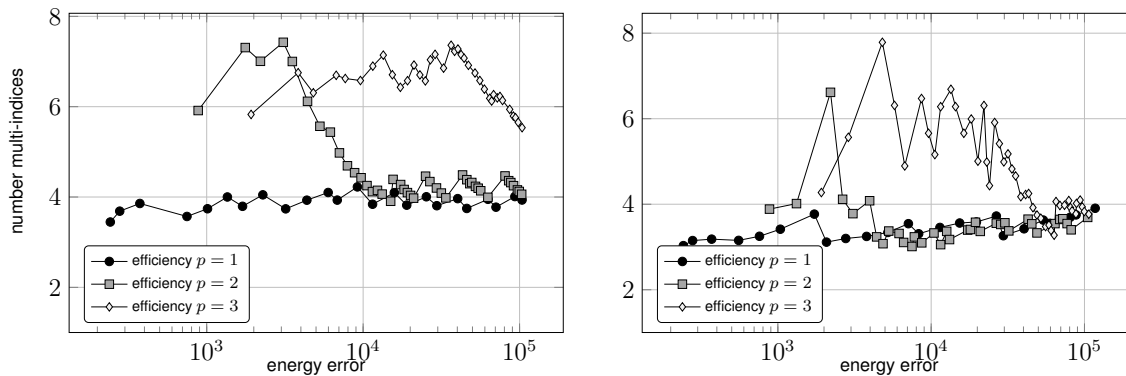 8
6
4
2
number multi-indices
efficiency p = 1
efficiency p = 2
efficiency p = 3
10^3
10^4
10^5
energy error
8
6
4
2
efficiency p = 1
efficiency p = 2
efficiency p = 3
10^3
10^4
10^5
energy error